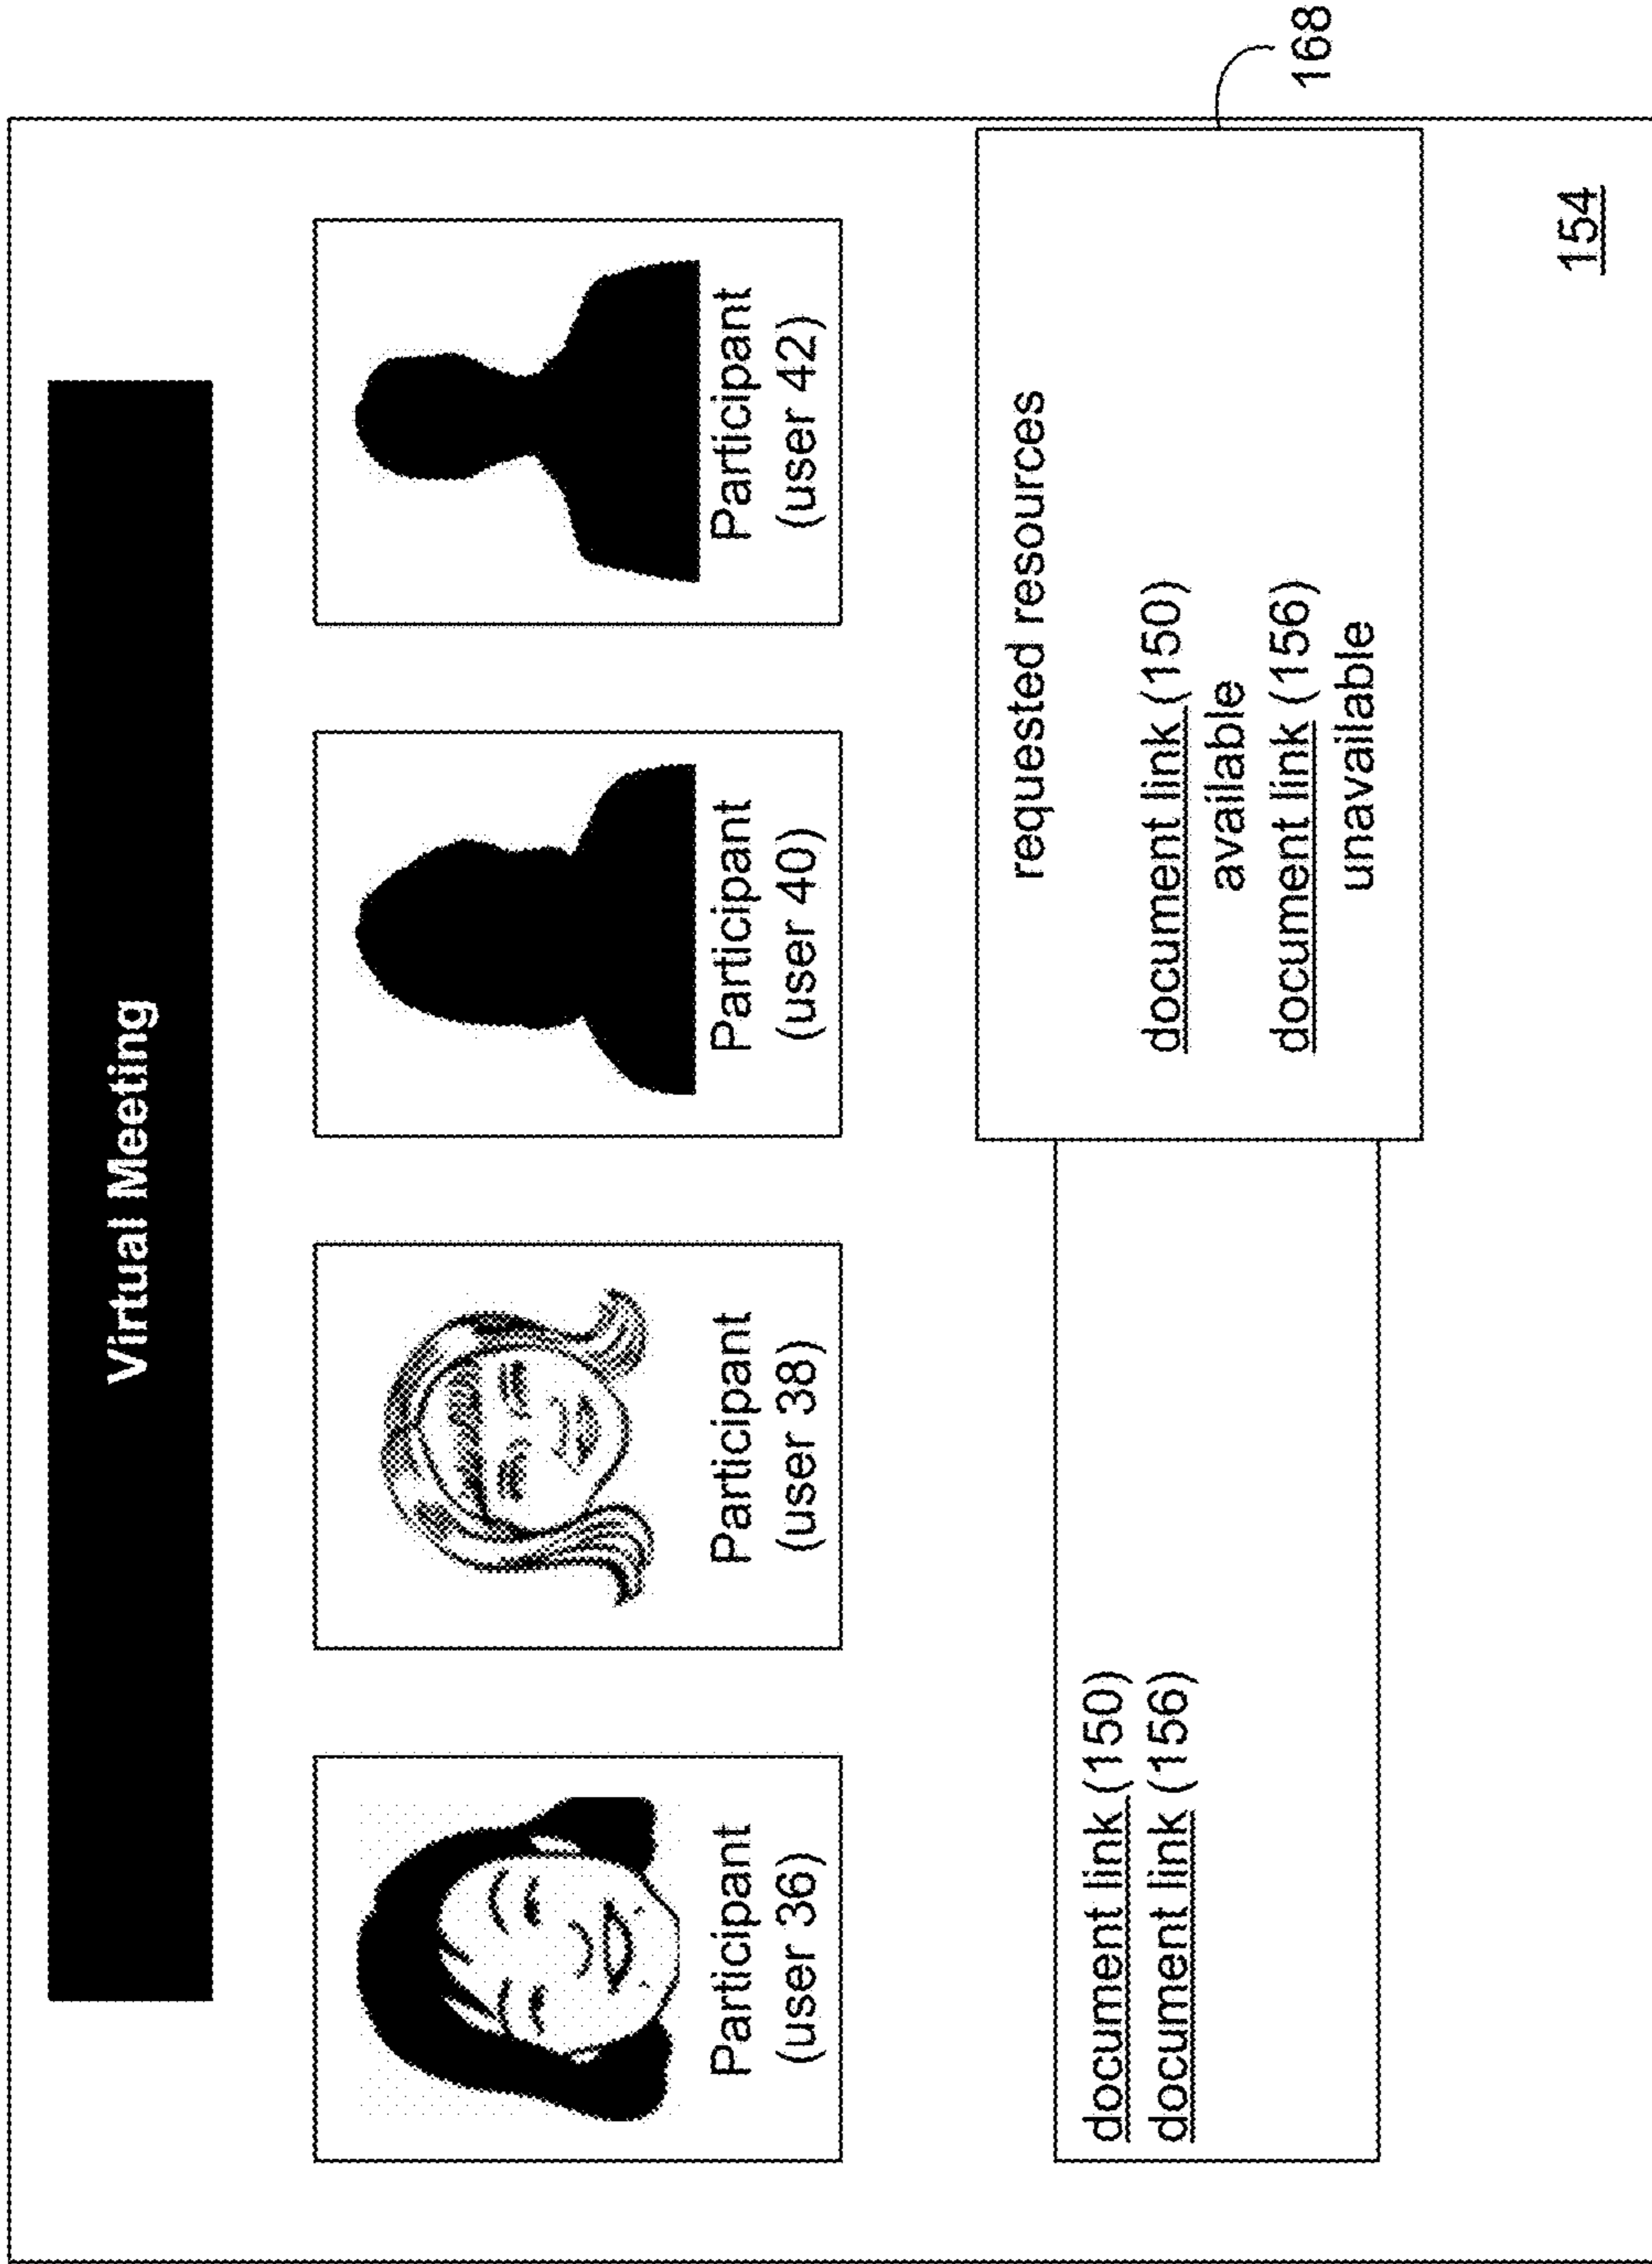 Virtual Meeting
Participant
(user 36)
Participant
(user 38)
Participant
(user 40)
Participant
(user 42)
document link (150)
document link (156)
requested resources
document link (150)
available
document link (156)
unavailable
168
154